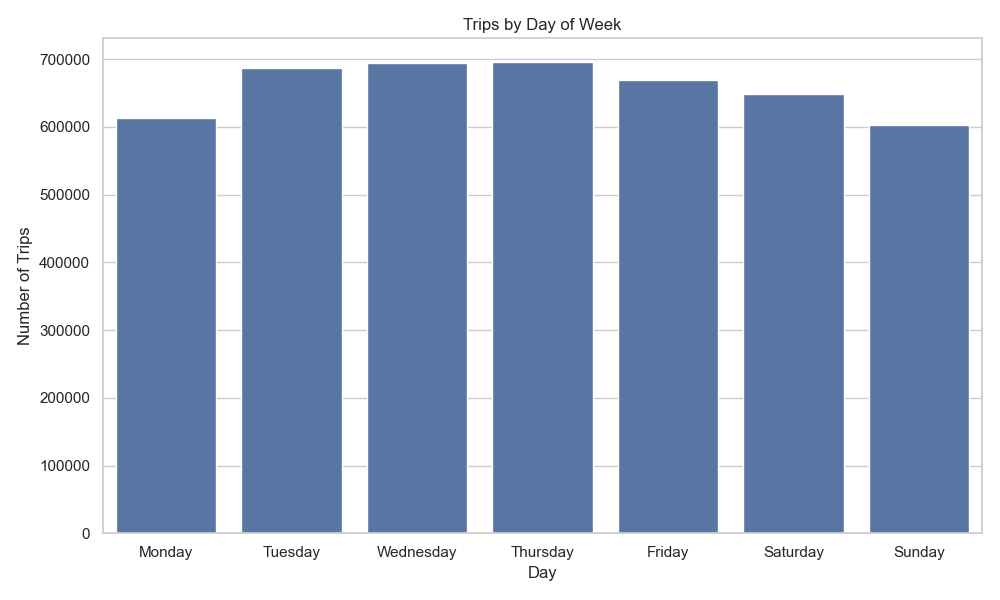 Trips by Day of Week
Number of Trips
700000
600000
500000
400000
300000
200000
100000
0
Monday Tuesday Wednesday Thursday Friday Saturday Sunday
Day